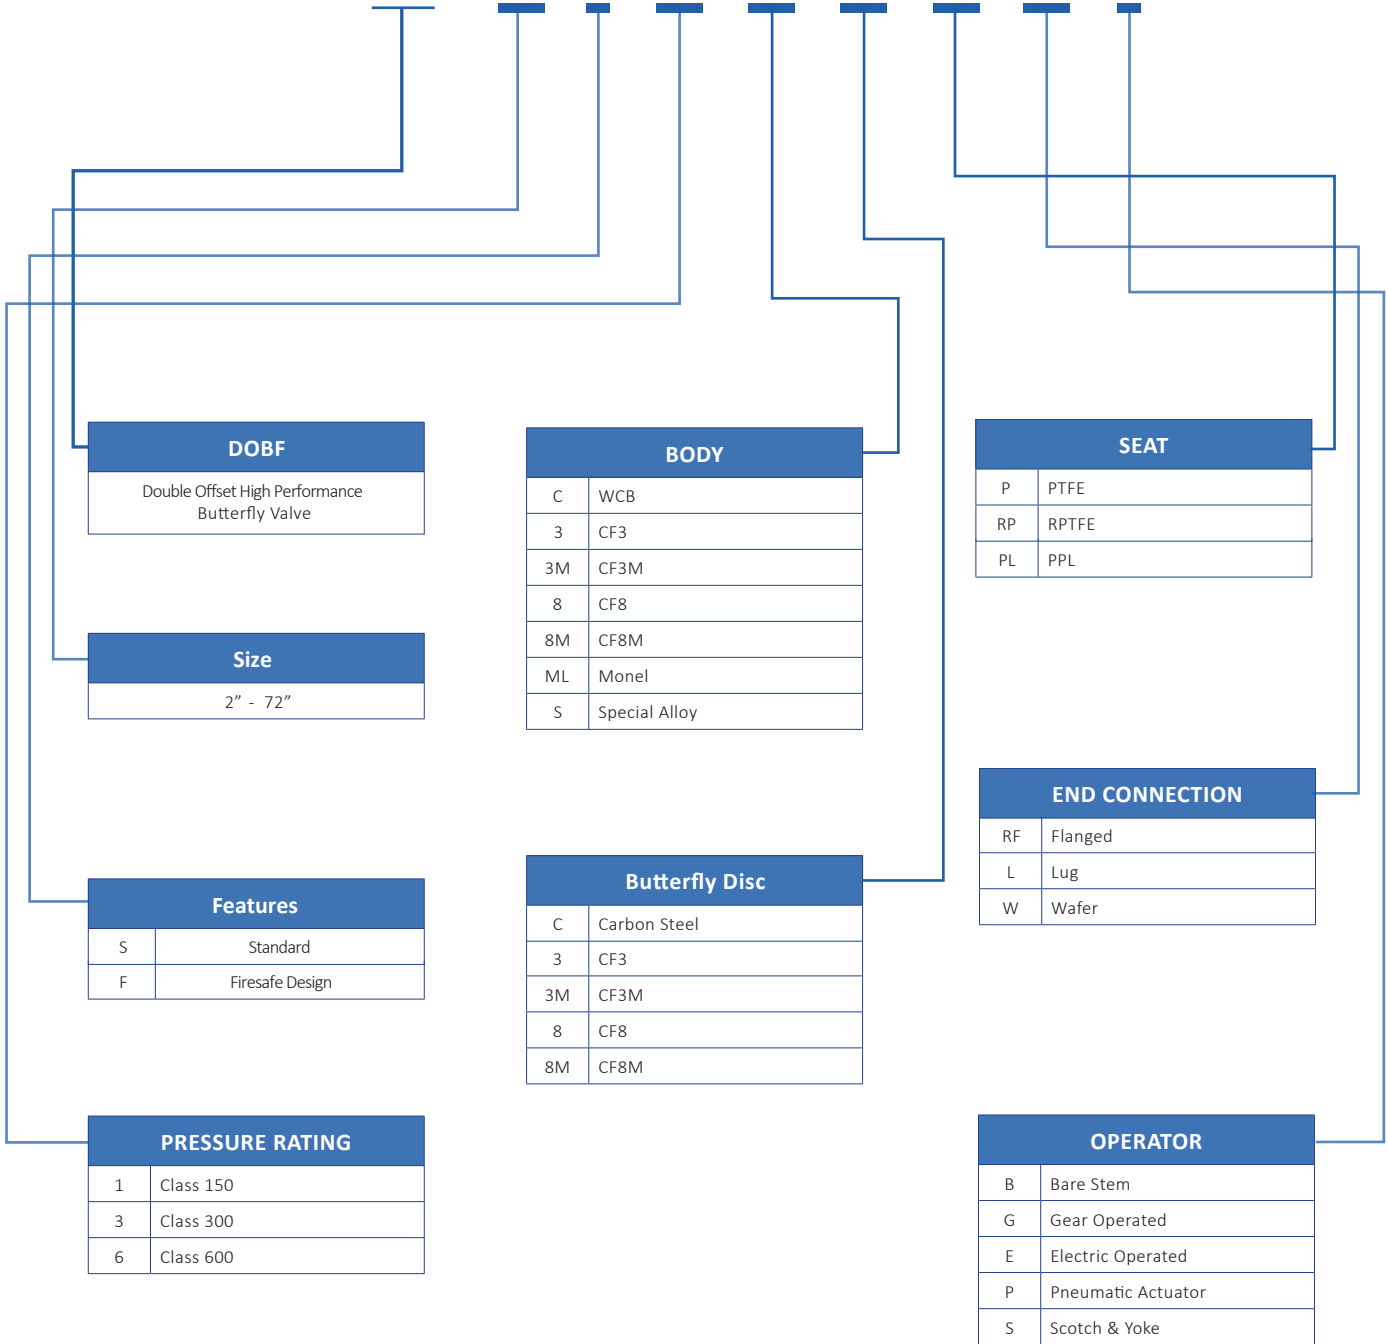 DOBF
Double Offset High Performance
Butterfly Valve
Size
2” - 72”
Features
S Standard
F Firesafe Design
PRESSURE RATING
1 Class 150
3 Class 300
6 Class 600
BODY
C WCB
3 CF3
3M CF3M
8 CF8
8M CF8M
ML Monel
S Special Alloy
Butterfly Disc
C Carbon Steel
3 CF3
3M CF3M
8 CF8
8M CF8M
SEAT
P PTFE
RP RPTFE
PL PPL
END CONNECTION
RF Flanged
L Lug
W Wafer
OPERATOR
B Bare Stem
G Gear Operated
E Electric Operated
P Pneumatic Actuator
S Scotch & Yoke